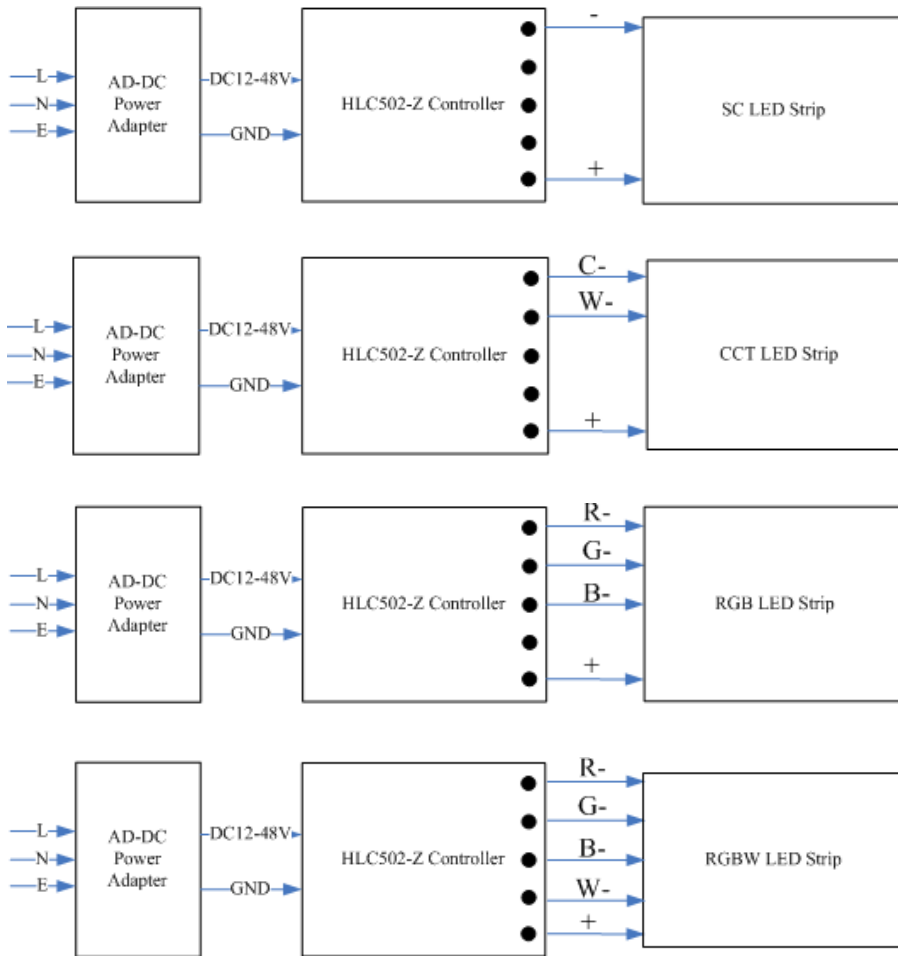 -
L
N
E
AD-DC
Power
Adapter
DC12-48V
GND
HLC502-Z Controller
SC LED Strip
+
C-
W-
L
N
E
AD-DC
Power
Adapter
DC12-48V
GND
HLC502-Z Controller
CCT LED Strip
+
R-
G-
B-
L
N
E
AD-DC
Power
Adapter
DC12-48V
GND
HLC502-Z Controller
RGB LED Strip
+
R-
G-
B-
W-
L
N
E
AD-DC
Power
Adapter
DC12-48V
GND
HLC502-Z Controller
RGBW LED Strip
+